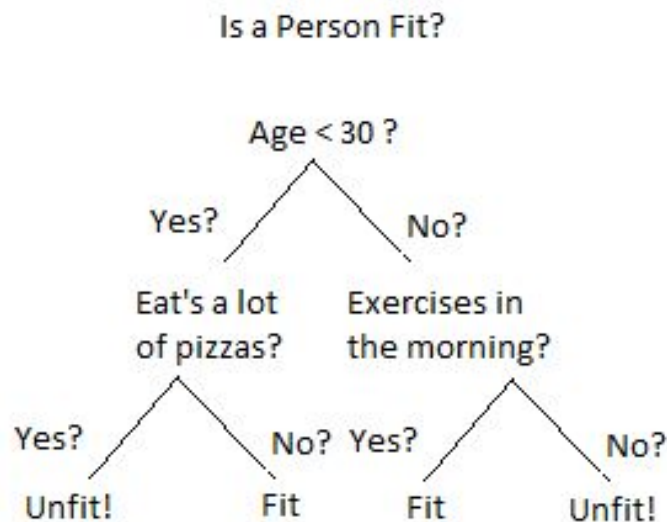 Is a Person Fit?
Age < 30 ?
Yes?
No?
Eat's a lot
of pizzas?
Exercises in
the morning?
Yes?
No?
Yes?
No?
Unfit!
Fit
Fit
Unfit!